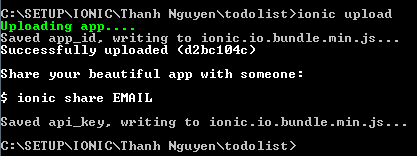 C:\SETUP\IONIC\Thanh Nguyen\todolist>ionic upload
Uploading app....
Saved app_id, writing to ionic.io.bundle.min.js...
Successfully uploaded (d2bc104c)
Share your beautiful app with someone:
$ ionic share EMAIL
Saved api_key, writing to ionic.io.bundle.min.js...
C:\SETUP\IONIC\Thanh Nguyen\todolist>